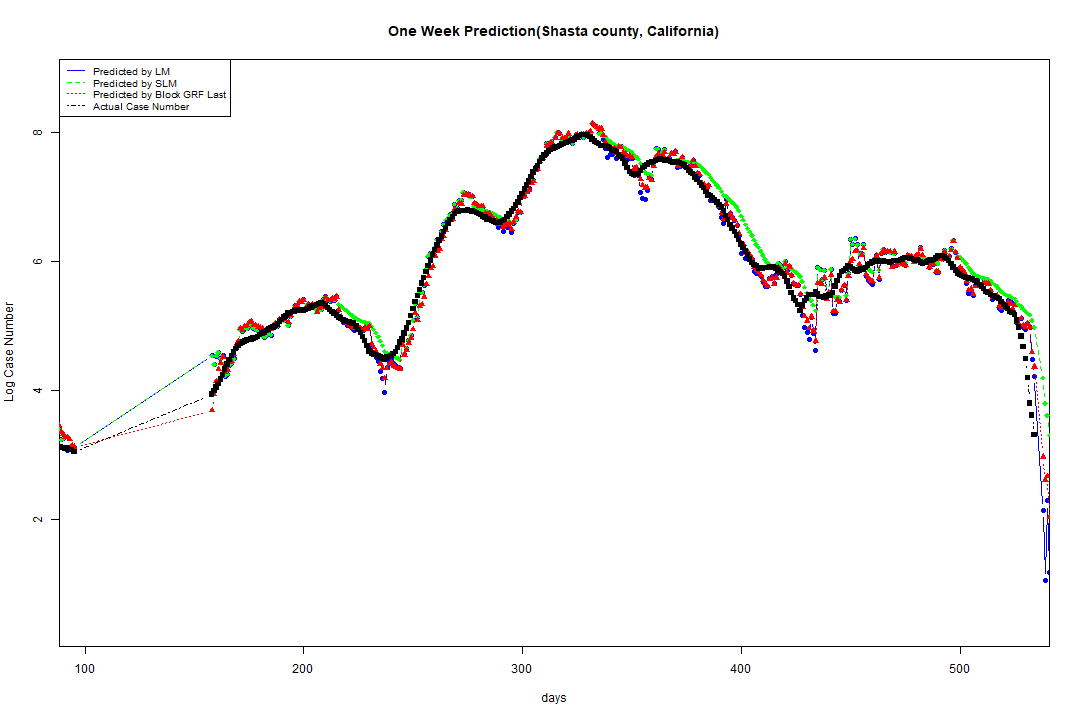 One Week Prediction(Shasta county, California)
Predicted by LM
Predicted by SLM
Predicted by Block GRF Last
Actual Case Number
8
6
4
2
Log Case Number
100 200 300 400 500
days